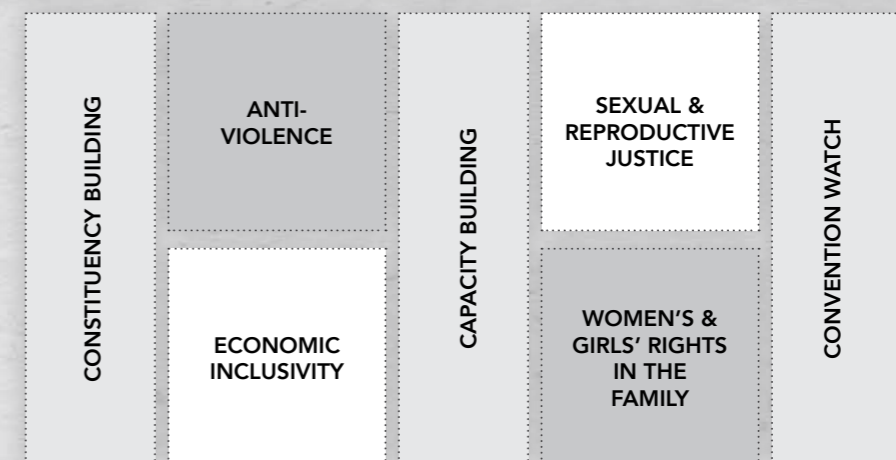 CONSTITUENCY BUILDING
ANTI-
VIOLENCE
ECONOMIC
INCLUSIVITY
CAPACITY BUILDING
SEXUAL &
REPRODUCTIVE
JUSTICE
WOMEN’S &
GIRLS’ RIGHTS
IN THE
FAMILY
CONVENTION WATCH